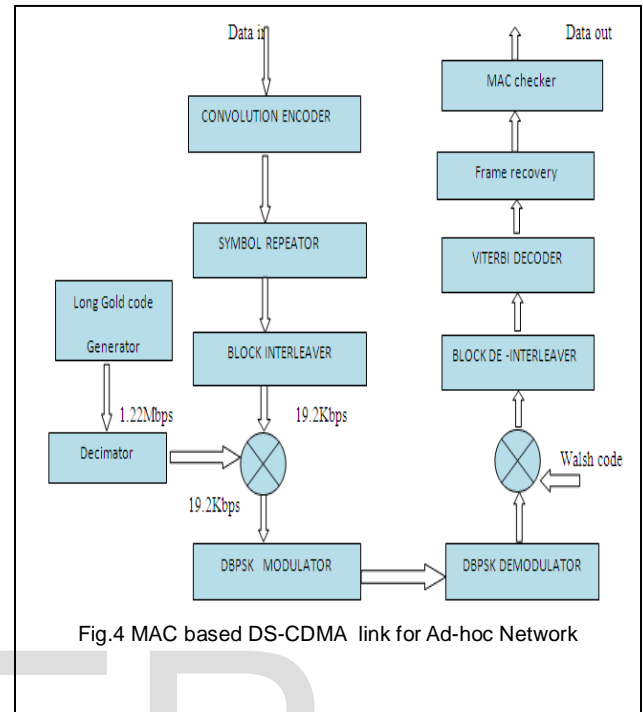 Data in
Data out
MAC checker
CONVOLUTION ENCODER
Frame recovery
SYMBOL REPEATOR
VITERBI DECODER
Long Gold code
Generator
BLOCK INTERLEAVER
BLOCK DE -INTERLEAVER
1.22Mbps
19.2Kbps
Decimator
Walsh code
19.2Kbps
DBPSK MODULATOR
DBPSK DEMODULATOR
Fig.4 MAC based DS-CDMA link for Ad-hoc Network